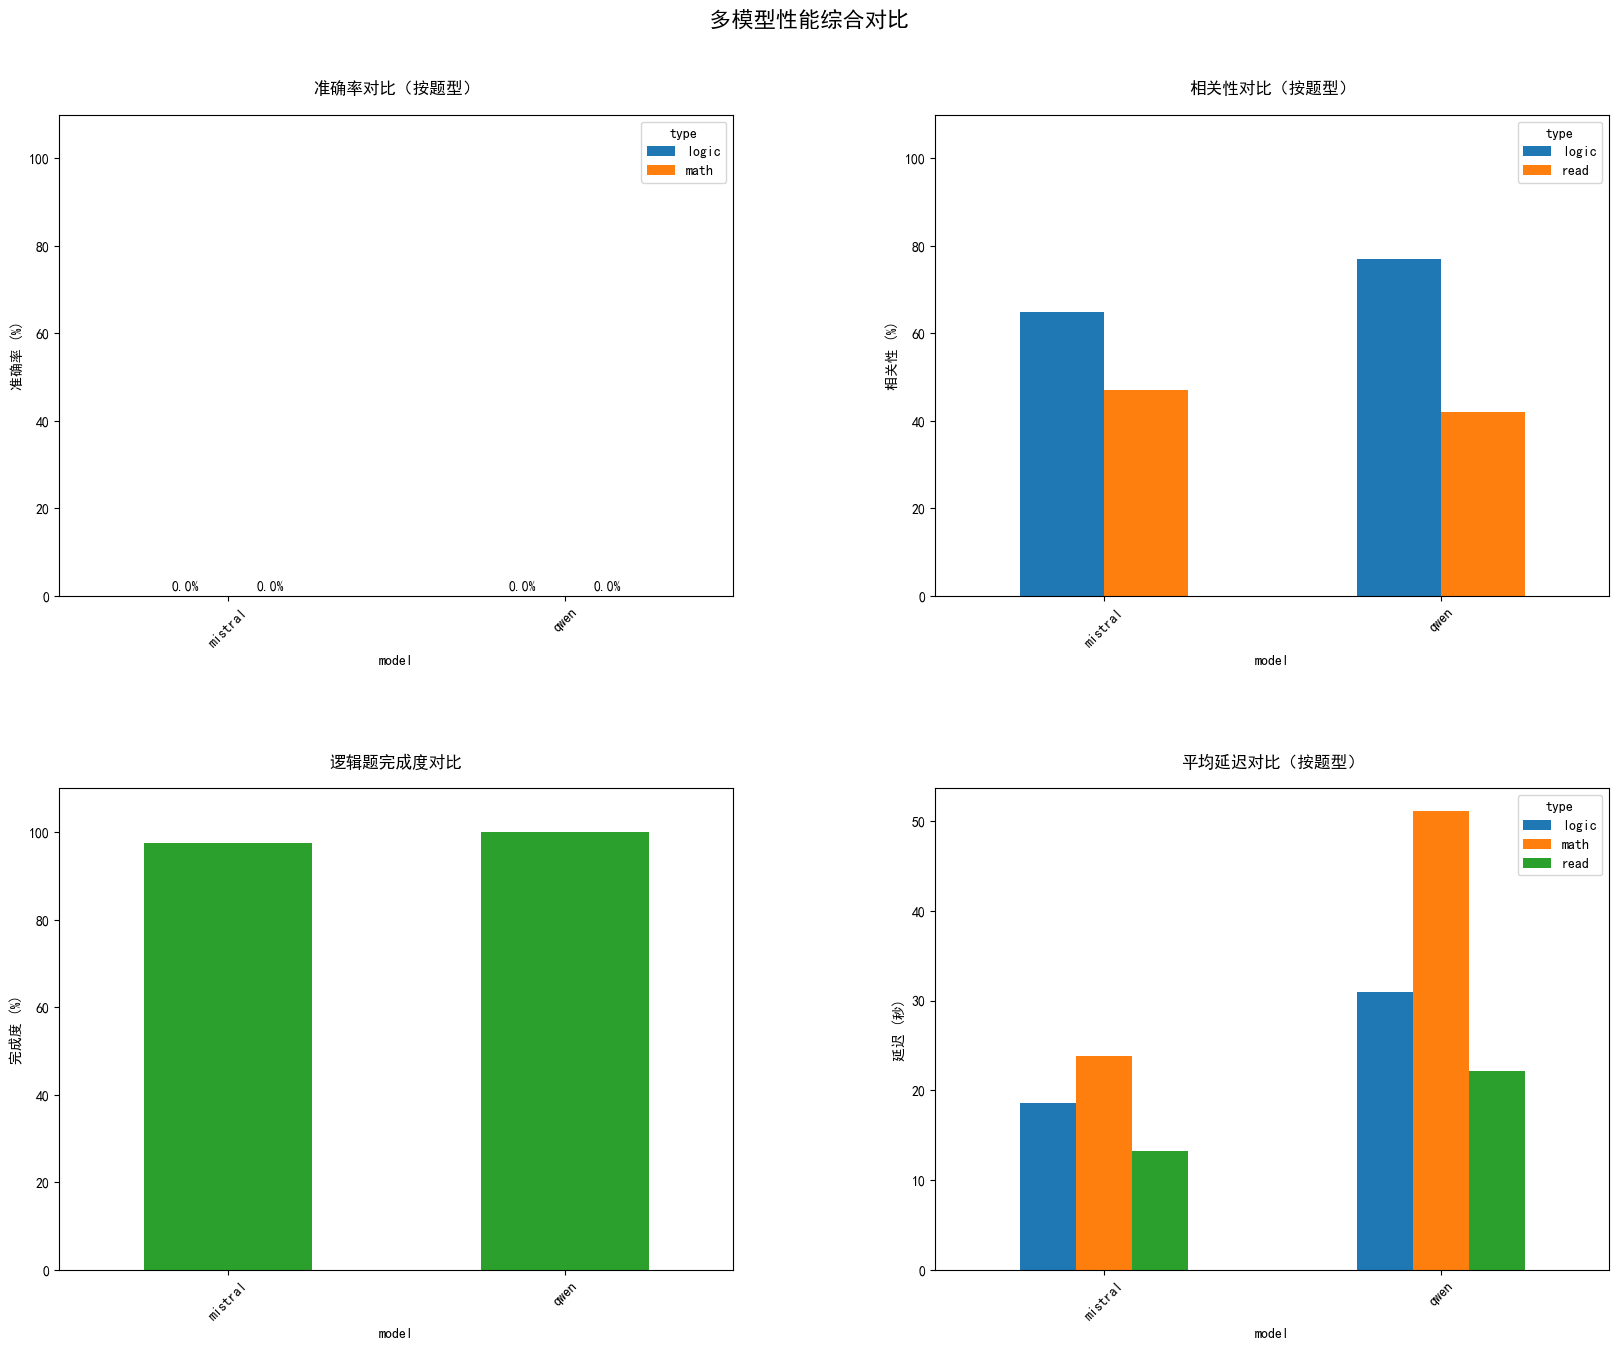 多模型性能综合对比
准确率对比（按题型）
type
logic
math
100
80
60
40
20
0
准确率 (%)
0.0%
0.0%
0.0%
0.0%
mistral
qwen
model
相关性对比（按题型）
type
logic
read
100
80
60
40
20
0
相关性 (%)
mistral
qwen
model
逻辑题完成度对比
100
80
60
40
20
0
完成度 (%)
mistral
qwen
model
平均延迟对比（按题型）
type
logic
math
read
50
40
30
20
10
0
延迟 (秒)
mistral
qwen
model